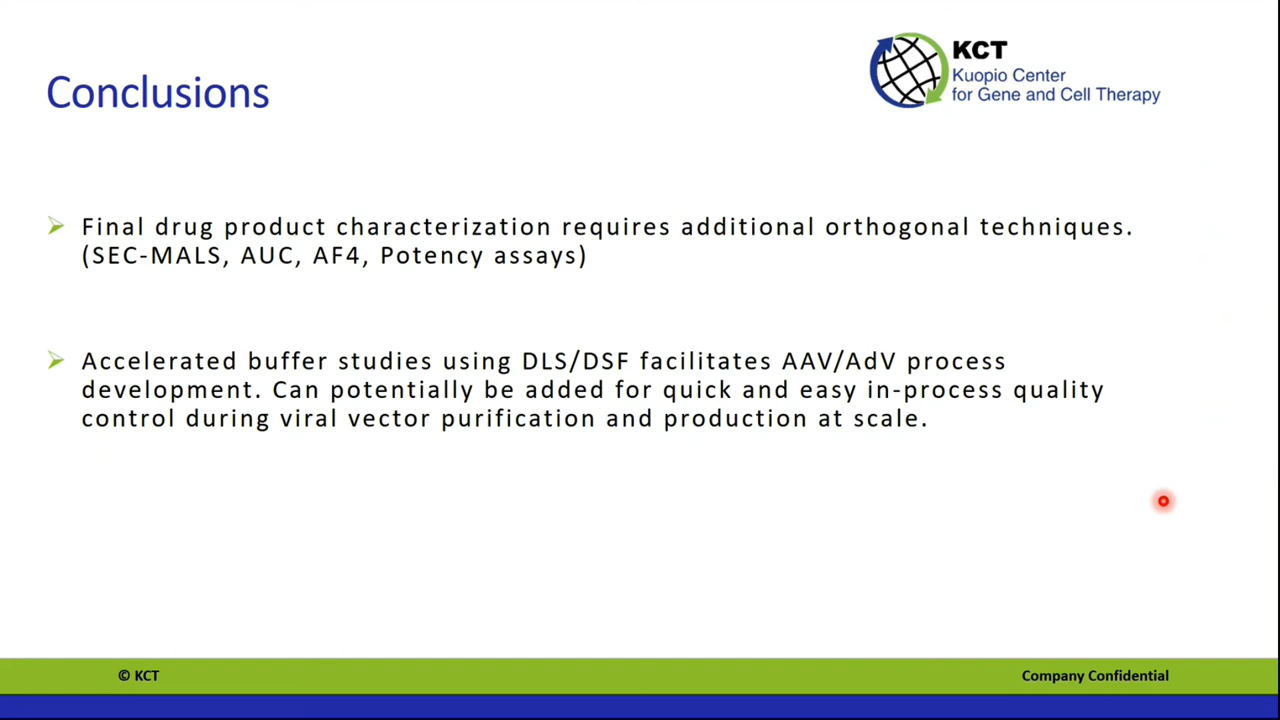 Conclusions
KCT
Kuopio Center
for Gene and Cell Therapy
Final drug product characterization requires additional orthogonal techniques.
(SEC-MALS, AUC, AF4, Potency assays)
Accelerated buffer studies using DLS/DSF facilitates AAV/AdV process
development. Can potentially be added for quick and easy in-process quality
control during viral vector purification and production at scale.
© KCT
Company Confidential